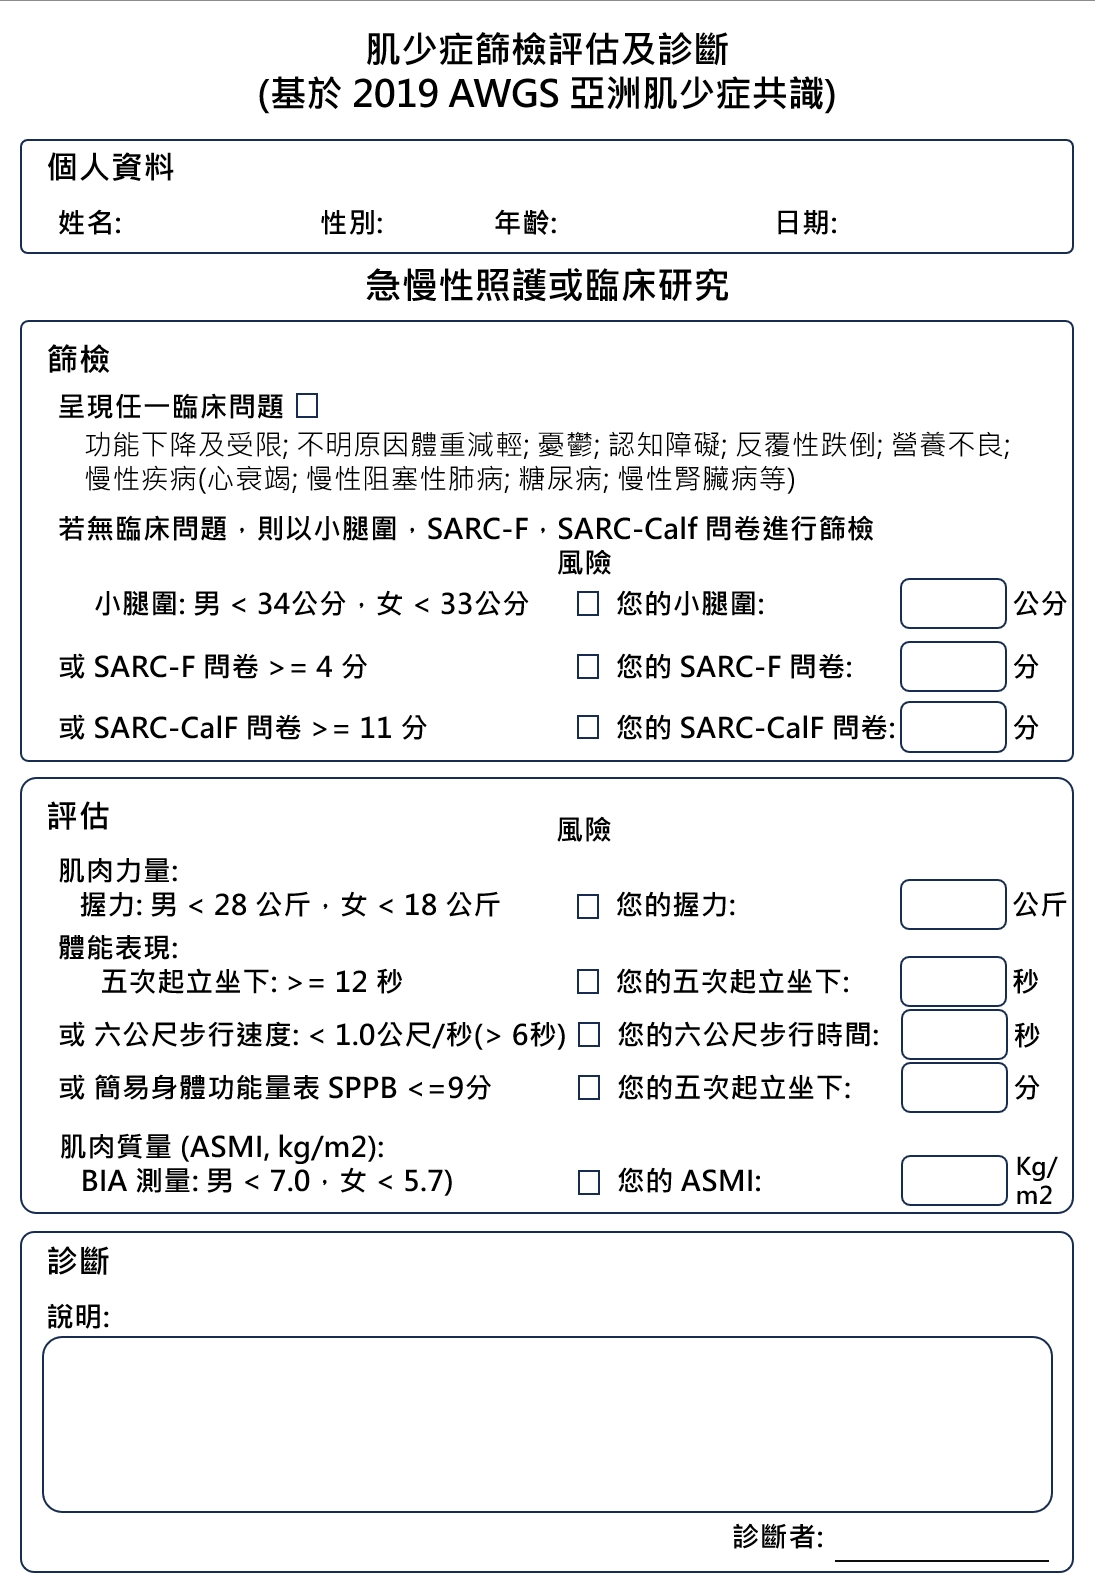 肌少症篩檢評估及診斷
(基於 2019 AWGS 亞洲肌少症共識)
個人資料
姓名: 性別: 年齡: 日期:
急慢性照護或臨床研究
篩檢
呈現任一臨床問題 □
功能下降及受限; 不明原因體重減輕; 憂鬱; 認知障礙; 反覆性跌倒; 營養不良;
慢性疾病(心衰竭; 慢性阻塞性肺病; 糖尿病; 慢性腎臟病等)
若無臨床問題，則以小腿圍，SARC-F，SARC-Calf 問卷進行篩檢
風險
小腿圍: 男 < 34公分，女 < 33公分 □ 您的小腿圍: 公分
或 SARC-F 問卷 >= 4 分 □ 您的 SARC-F 問卷: 分
或 SARC-CalF 問卷 >= 11 分 □ 您的 SARC-CalF 問卷: 分
評估
風險
肌肉力量:
握力: 男 < 28 公斤，女 < 18 公斤 □ 您的握力: 公斤
體能表現:
五次起立坐下: >= 12 秒 □ 您的五次起立坐下: 秒
或 六公尺步行速度: < 1.0公尺/秒(> 6秒) □ 您的六公尺步行時間: 秒
或 簡易身體功能量表 SPPB <=9分 □ 您的五次起立坐下: 分
肌肉質量 (ASMI, kg/m2):
BIA 測量: 男 < 7.0，女 < 5.7) □ 您的 ASMI: Kg/
m2
診斷
說明:
診斷者: